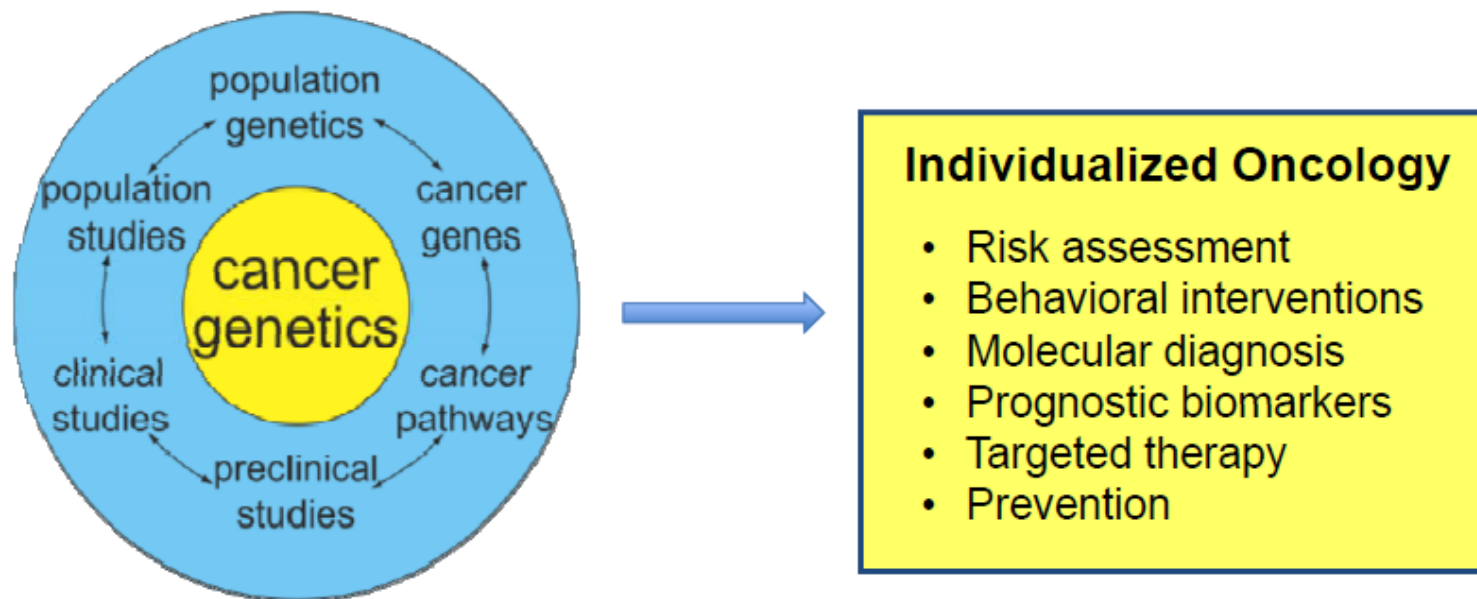 population
genetics
population
studies
cancer
genes
cancer
genetics
clinical
studies
cancer
pathways
preclinical
studies
Individualized Oncology
• Risk assessment
• Behavioral interventions
• Molecular diagnosis
• Prognostic biomarkers
• Targeted therapy
• Prevention